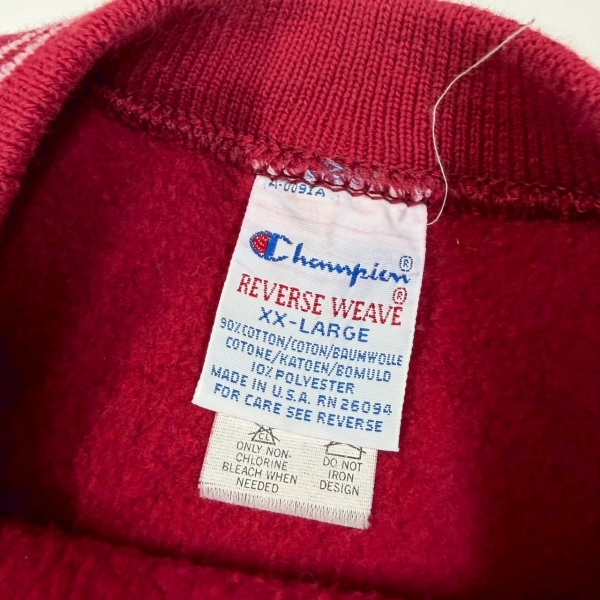 A-0091A
Champion®
REVERSE WEAVE®
XX-LARGE
90% COTTON/COTON/BAUMWOLLE
COTONE/KATOEN/BOMULD
10% POLYESTER
MADE IN U.S.A. RN 26094
FOR CARE SEE REVERSE
CL
ONLY NON-
CHLORINE
BLEACH WHEN
NEEDED
DO NOT
IRON
DESIGN